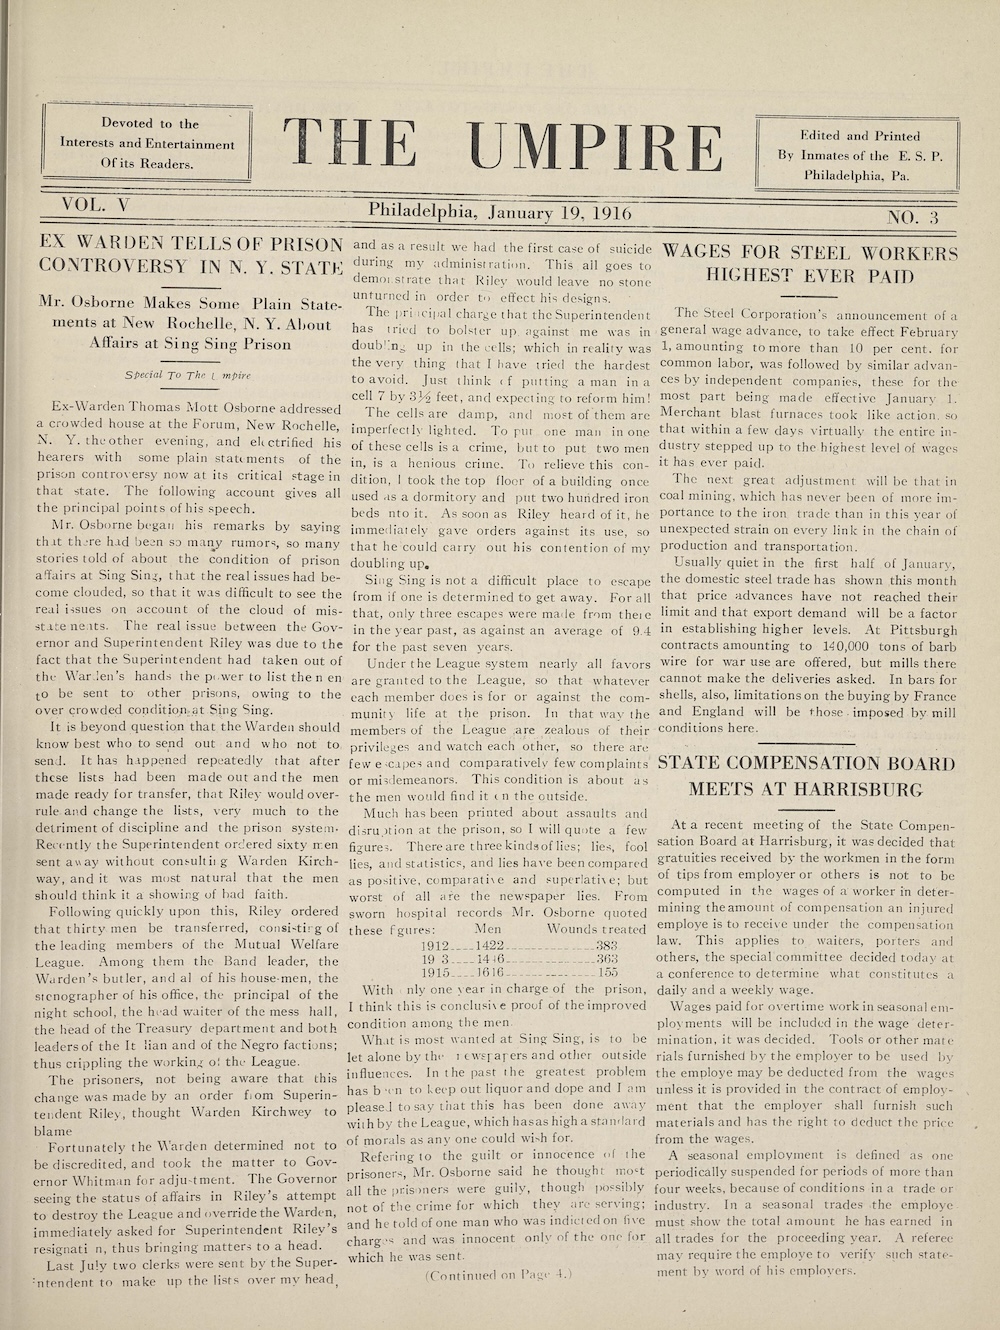 Devoted to the
Interests and Entertainment
Of its Readers.
THE UMPIRE
Edited and Printed
By Inmates of the E. S. P.
Philadelphia, Pa.
VOL. V
Philadelphia, January 19, 1916
NO. 3
EX WARDEN TELLS OF PRISON
CONTROVERSY IN N. Y. STATE
Mr. Osborne Makes Some Plain State-
ments at New Rochelle, N. Y. About
Affairs at Sing Sing Prison
Special To The Umpire
Ex-Warden Thomas Mott Osborne addressed
a crowded house at the Forum, New Rochelle,
N. Y. the other evening, and electrified his
hearers with some plain statements of the
prison controversy now at its critical stage in
that state. The following account gives all
the principal points of his speech.
Mr. Osborne began his remarks by saying
that there had been so many rumors, so many
stories told of about the condition of prison
affairs at Sing Sing, that the real issues had be-
come clouded, so that it was difficult to see the
real issues on account of the cloud of mis-
statements. The real issue between the Gov-
ernor and Superintendent Riley was due to the
fact that the Superintendent had taken out of
the Warden's hands the power to list the men
to be sent to other prisons, owing to the
over crowded condition at Sing Sing.
It is beyond question that the Warden should
know best who to send out and who not to
send. It has happened repeatedly that after
these lists had been made out and the men
made ready for transfer, that Riley would over-
rule and change the lists, very much to the
detriment of discipline and the prison system.
Recently the Superintendent ordered sixty men
sent away without consulting Warden Kirch-
way, and it was most natural that the men
should think it a showing of bad faith.
Following quickly upon this, Riley ordered
that thirty men be transferred, consisting of
the leading members of the Mutual Welfare
League. Among them the Band leader, the
Warden's butler, and al of his house-men, the
stenographer of his office, the principal of the
night school, the head waiter of the mess hall,
the head of the Treasury department and both
leaders of the It lian and of the Negro factions;
thus crippling the working of the League.
The prisoners, not being aware that this
change was made by an order from Superin-
tendent Riley, thought Warden Kirchwey to
blame
Fortunately the Warden determined not to
be discredited, and took the matter to Gov-
ernor Whitman for adjustment. The Governor
seeing the status of affairs in Riley's attempt
to destroy the League and override the Warden,
immediately asked for Superintendent Riley's
resignati n, thus bringing matters to a head.
Last July two clerks were sent by the Super-
intendent to make up the lists over my head,
and as a result we had the first case of suicide
during my administration. This all goes to
demonstrate that Riley would leave no stone
unturned in order to effect his designs.
The principal charge that the Superintendent
has tried to bolster up against me was in
doubling up in the cells; which in reality was
the very thing that I have tried the hardest
to avoid. Just think of putting a man in a
cell 7 by 3½ feet, and expecting to reform him!
The cells are damp, and most of them are
imperfectly lighted. To put one man in one
of these cells is a crime, but to put two men
in, is a henious crime. To relieve this con-
dition, I took the top floor of a building once
used as a dormitory and put two hundred iron
beds nto it. As soon as Riley heard of it, he
immediately gave orders against its use, so
that he could carry out his contention of my
doubling up.
Sing Sing is not a difficult place to escape
from if one is determined to get away. For all
that, only three escapes were made from there
in the year past, as against an average of 9.4
for the past seven years.
Under the League system nearly all favors
are granted to the League, so that whatever
each member does is for or against the com-
munity life at the prison. In that way the
members of the League are zealous of their
privileges and watch each other, so there are
few escapes and comparatively few complaints
or misdemeanors. This condition is about as
the men would find it on the outside.
Much has been printed about assaults and
disruption at the prison, so I will quote a few
figures. There are three kinds of lies; lies, fool
lies, and statistics, and lies have been compared
as positive, comparative and superlative; but
worst of all are the newspaper lies. From
sworn hospital records Mr. Osborne quoted
these figures: Men Wounds treated
1912----1422----------------383
19 3----1446----------------363
1915----1616----------------155
With nly one year in charge of the prison,
I think this is conclusive proof of the improved
condition among the men.
What is most wanted at Sing Sing, is to be
let alone by the newspapers and other outside
influences. In the past the greatest problem
has been to keep out liquor and dope and I am
pleased to say that this has been done away
with by the League, which has as high a standard
of morals as any one could wish for.
Refering to the guilt or innocence of the
prisoners, Mr. Osborne said he thought most
all the prisoners were guily, though possibly
not of the crime for which they are serving;
and he told of one man who was indicted on five
charges and was innocent only of the one for
which he was sent.
(Continued on Page 4.)
WAGES FOR STEEL WORKERS
HIGHEST EVER PAID
The Steel Corporation's announcement of a
general wage advance, to take effect February
1, amounting to more than 10 per cent. for
common labor, was followed by similar advan-
ces by independent companies, these for the
most part being made effective January 1.
Merchant blast furnaces took like action, so
that within a few days virtually the entire in-
dustry stepped up to the highest level of wages
it has ever paid.
The next great adjustment will be that in
coal mining, which has never been of more im-
portance to the iron trade than in this year of
unexpected strain on every link in the chain of
production and transportation.
Usually quiet in the first half of January,
the domestic steel trade has shown this month
that price advances have not reached their
limit and that export demand will be a factor
in establishing higher levels. At Pittsburgh
contracts amounting to 140,000 tons of barb
wire for war use are offered, but mills there
cannot make the deliveries asked. In bars for
shells, also, limitations on the buying by France
and England will be those imposed by mill
conditions here.
STATE COMPENSATION BOARD
MEETS AT HARRISBURG
At a recent meeting of the State Compen-
sation Board at Harrisburg, it was decided that
gratuities received by the workmen in the form
of tips from employer or others is not to be
computed in the wages of a worker in deter-
mining the amount of compensation an injured
employe is to receive under the compensation
law. This applies to waiters, porters and
others, the special committee decided today at
a conference to determine what constitutes a
daily and a weekly wage.
Wages paid for overtime work in seasonal em-
ployments will be included in the wage deter-
mination, it was decided. Tools or other mate
rials furnished by the employer to be used by
the employe may be deducted from the wages
unless it is provided in the contract of employ-
ment that the employer shall furnish such
materials and has the right to deduct the price
from the wages.
A seasonal employment is defined as one
periodically suspended for periods of more than
four weeks, because of conditions in a trade or
industry. In a seasonal trades the employe
must show the total amount he has earned in
all trades for the proceeding year. A referee
may require the employe to verify such state-
ment by word of his employers.